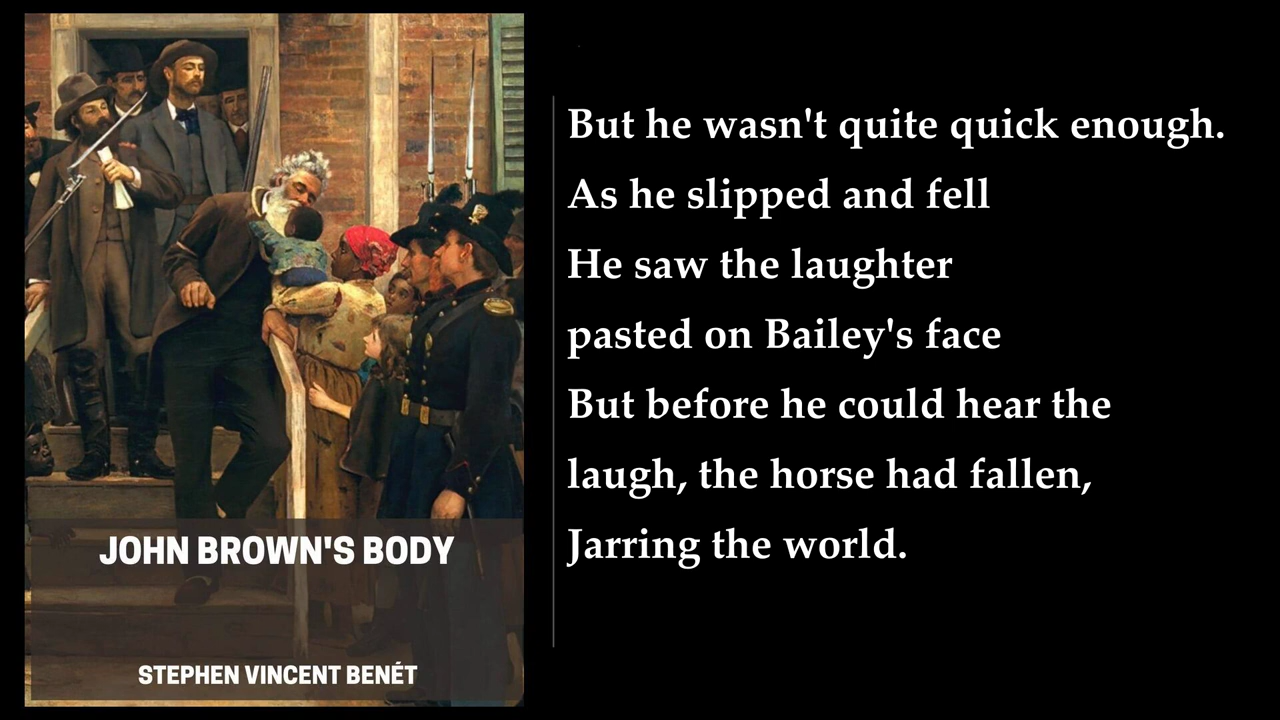 JOHN BROWN'S BODY
STEPHEN VINCENT BENÉT
But he wasn't quite quick enough.
As he slipped and fell
He saw the laughter
pasted on Bailey's face
But before he could hear the
laugh, the horse had fallen,
Jarring the world.